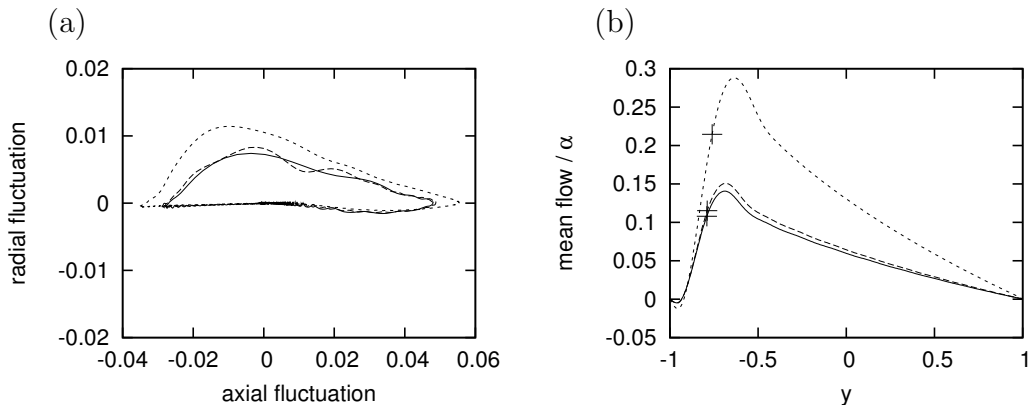 (a)
radial fluctuation
0.02
0.01
0
-0.01
-0.02
-0.04 -0.02 0 0.02 0.04 0.06
axial fluctuation
(b)
mean flow / α
0.3
0.25
0.2
0.15
0.1
0.05
0
-0.05
-1 -0.5 0 0.5 1
y